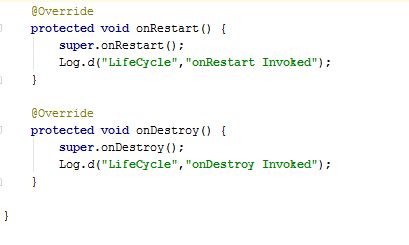 @Override
protected void onRestart() {
super.onRestart();
Log.d("LifeCycle","onRestart Invoked");
}
@Override
protected void onDestroy() {
super.onDestroy();
Log.d("LifeCycle","onDestroy Invoked");
}
}